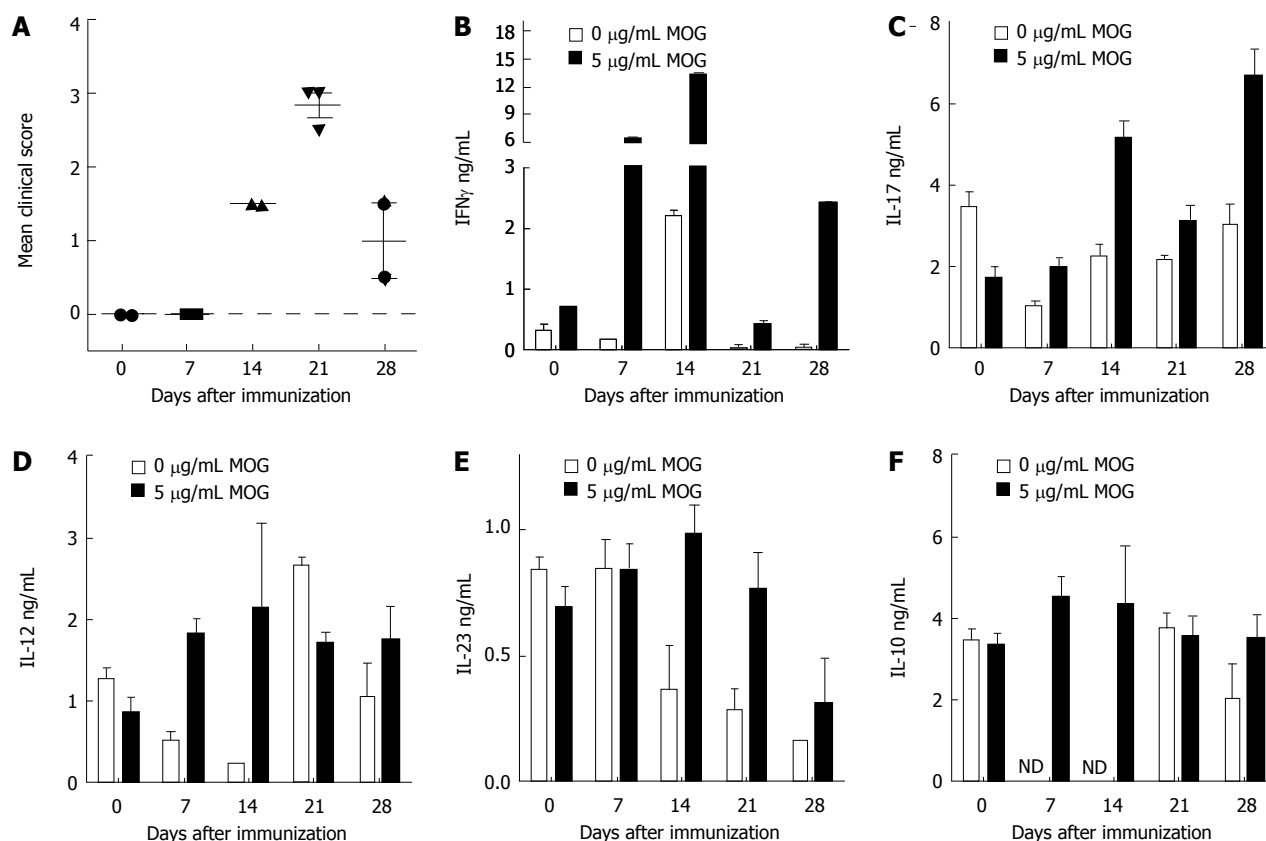 A
Mean clinical score
4
3
2
1
0
0 7 14 21 28
Days after immunization
B
0 μg/mL MOG
5 μg/mL MOG
IFNγ ng/mL
18
15
12
9
6
3
2
1
0
0 7 14 21 28
Days after immunization
C
0 μg/mL MOG
5 μg/mL MOG
IL-17 ng/mL
8
6
4
2
0
0 7 14 21 28
Days after immunization
D
0 μg/mL MOG
5 μg/mL MOG
IL-12 ng/mL
4
3
2
1
0
0 7 14 21 28
Days after immunization
E
0 μg/mL MOG
5 μg/mL MOG
IL-23 ng/mL
1.0
0.5
0.0
0 7 14 21 28
Days after immunization
F
0 μg/mL MOG
5 μg/mL MOG
IL-10 ng/mL
8
6
4
2
0
ND ND
0 7 14 21 28
Days after immunization